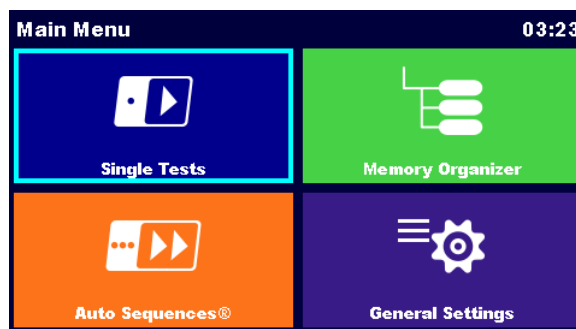 Main Menu 03:23
Single Tests
Memory Organizer
Auto Sequences®
General Settings